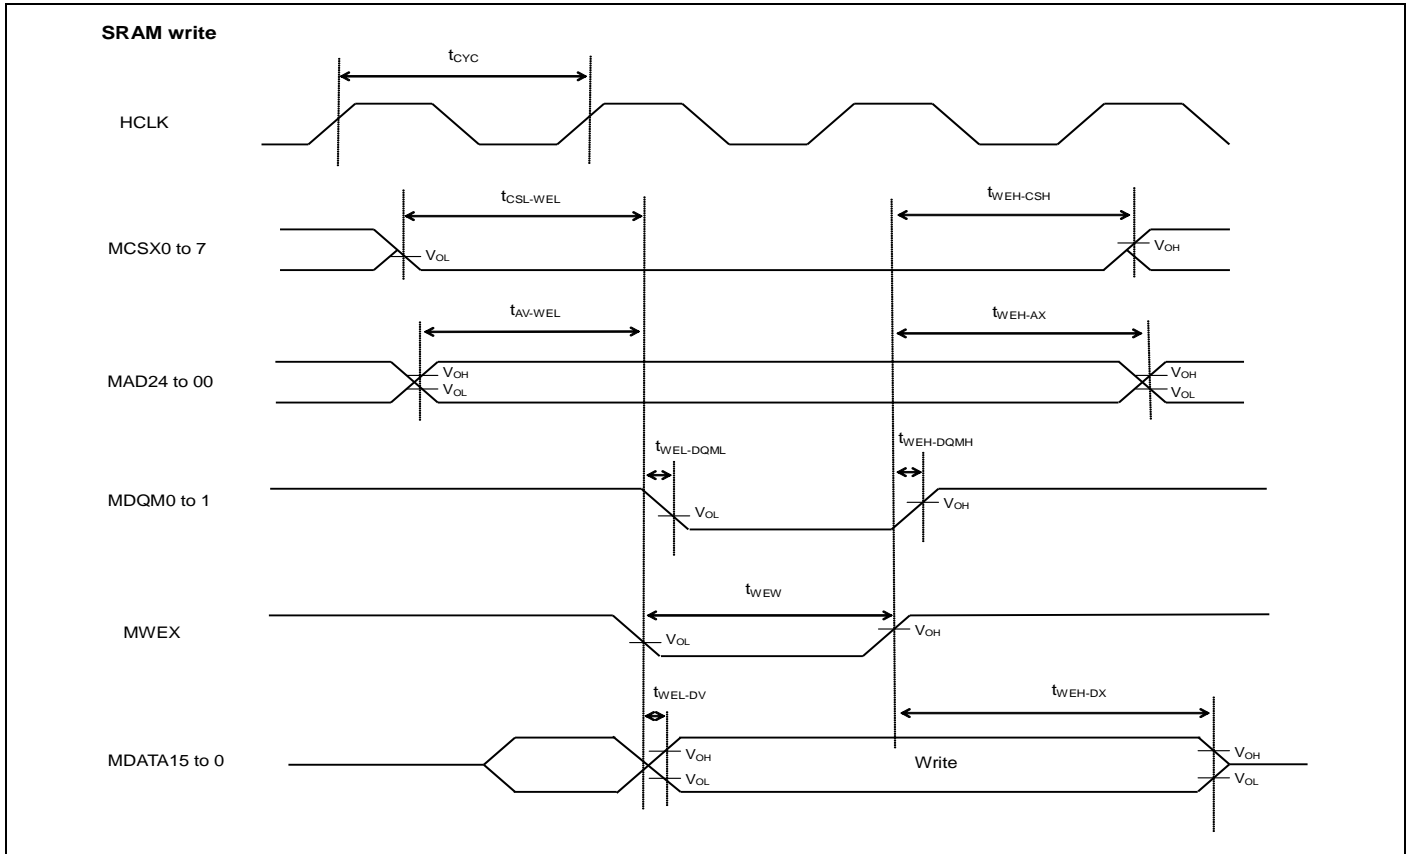 SRAM write
tCYC
HCLK
tCSL-WEL
tWEH-CSH
MCSX0 to 7
VOL
VOH
tAV-WEL
tWEH-AX
MAD24 to 00
VOH
VOH
VOL
VOL
tWEL-DQML
tWEH-DQMH
MDQM0 to 1
VOL
VOH
tWEW
MWEX
VOL
VOH
tWEL-DV
tWEH-DX
MDATA15 to 0
VOH
Write
VOH
VOL
VOL